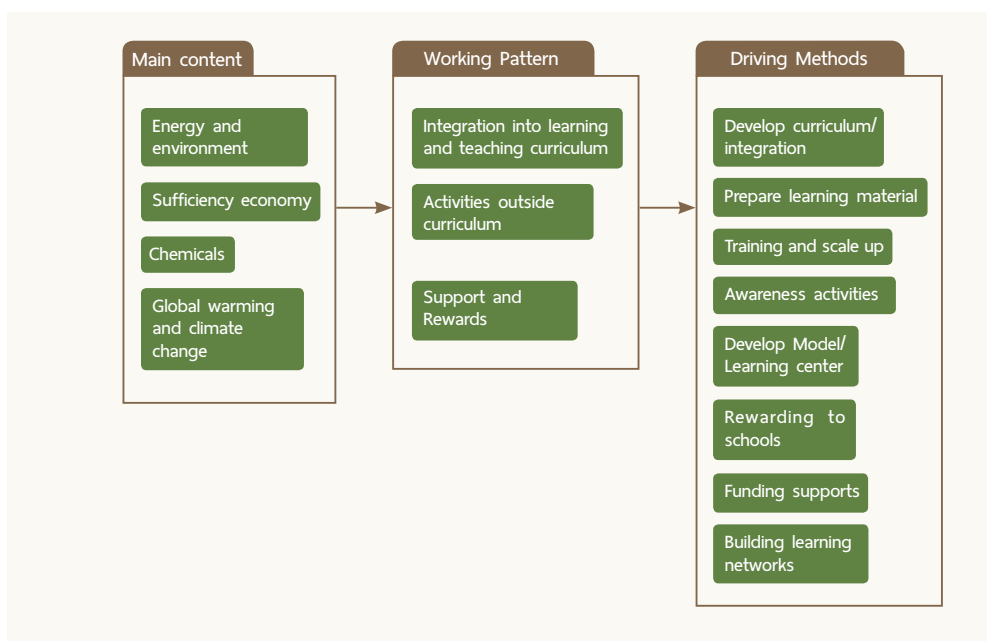 Main content
Energy and
environment
Sufficiency economy
Chemicals
Global warming
and climate
change
Working Pattern
Integration into learning
and teaching curriculum
Activities outside
curriculum
Support and
Rewards
Driving Methods
Develop curriculum/
integration
Prepare learning material
Training and scale up
Awareness activities
Develop Model/
Learning center
Rewarding to
schools
Funding supports
Building learning
networks